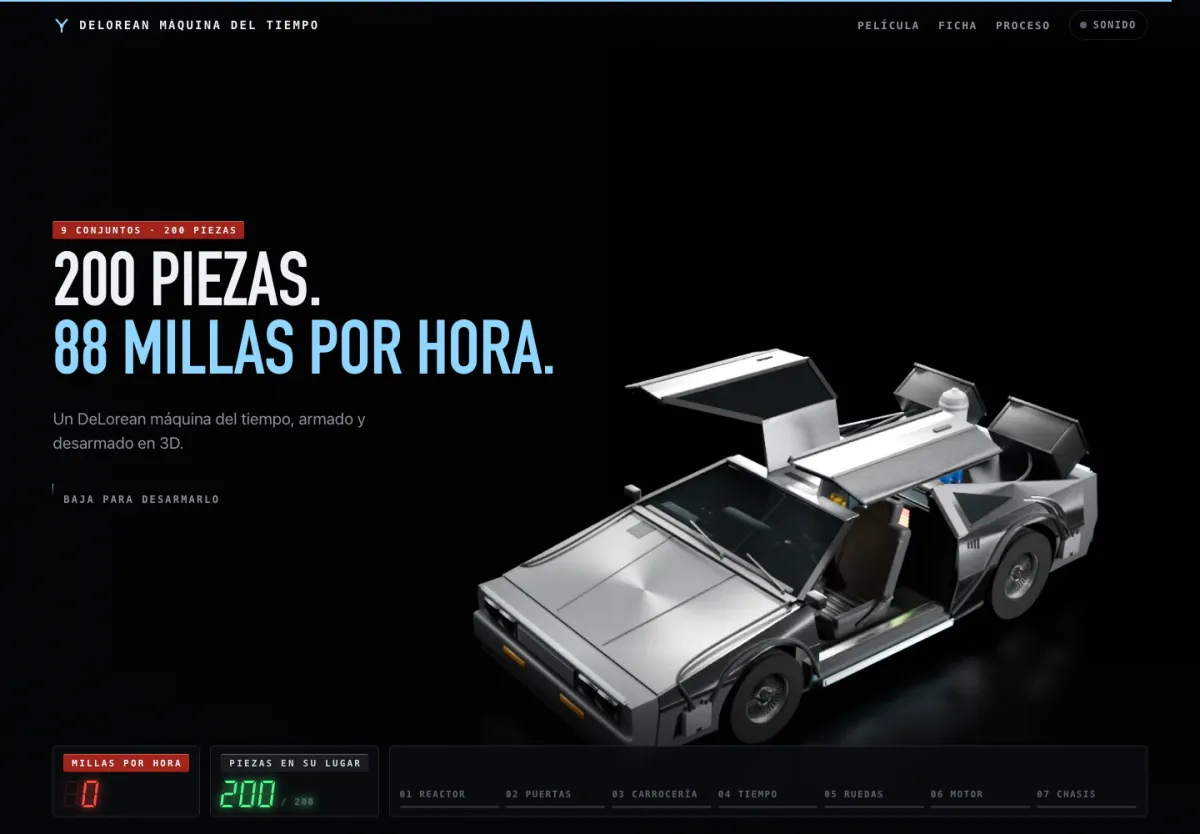 DELOREAN MÁQUINA DEL TIEMPO
PELÍCULA FICHA PROCESO SONIDO
9 CONJUNTOS · 200 PIEZAS
200 PIEZAS.
88 MILLAS POR HORA.
Un DeLorean máquina del tiempo, armado y
desarmado en 3D.
BAJA PARA DESARMARLO
MILLAS POR HORA
0
PIEZAS EN SU LUGAR
200 / 200
01 REACTOR 02 PUERTAS 03 CARROCERÍA 04 TIEMPO 05 RUEDAS 06 MOTOR 07 CHASIS